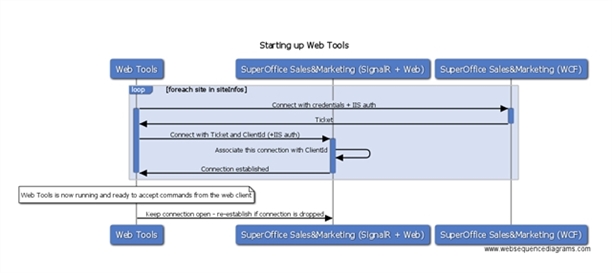 Starting up Web Tools
Web Tools
SuperOffice Sales&Marketing (SignalR + Web)
SuperOffice Sales&Marketing (WCF)
loop
[foreach site in siteInfos]
Connect with credentials + IIS auth
Ticket
Connect with Ticket and ClientId (+IIS auth)
Associate this connection with ClientId
Connection established
Web Tools is now running and ready to accept commands from the web client
Keep connection open - re-establish if connection is dropped
Web Tools
SuperOffice Sales&Marketing (SignalR + Web)
SuperOffice Sales&Marketing (WCF)
www.websequencediagrams.com